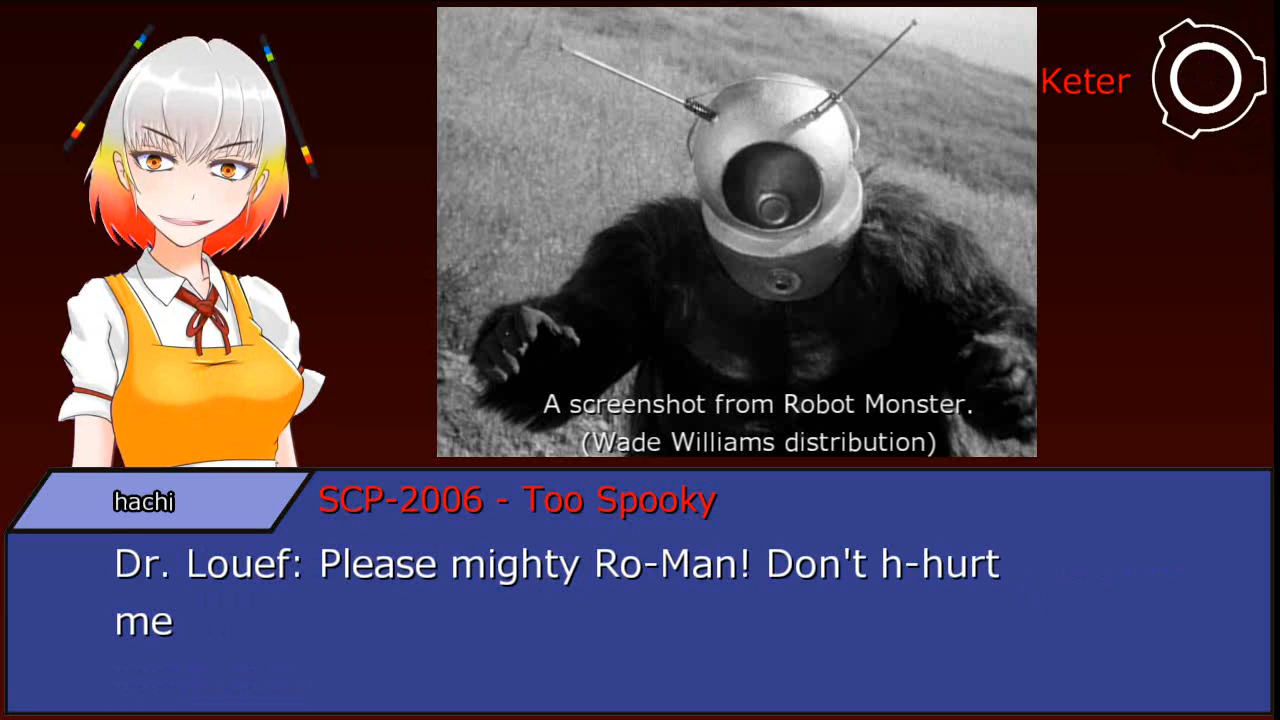 Keter
A screenshot from Robot Monster.
(Wade Williams distribution)
hachi
SCP-2006 - Too Spooky
Dr. Louef: Please mighty Ro-Man! Don't h-hurt
me